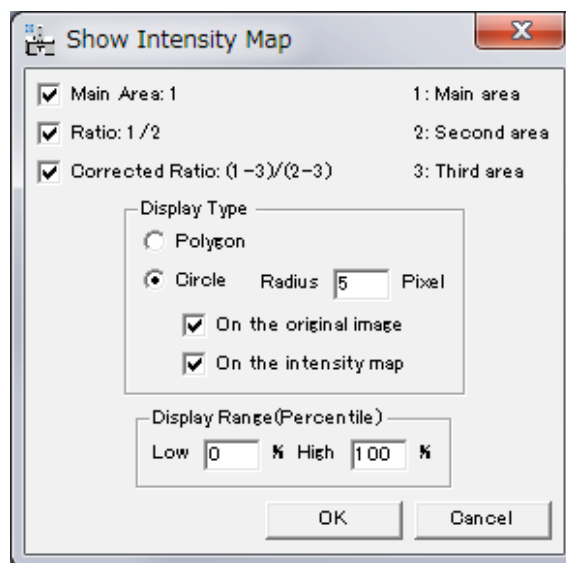 Show Intensity Map
Main Area: 1 1: Main area
Ratio: 1/2 2: Second area
Corrected Ratio: (1-3)/(2-3) 3: Third area
Display Type
Polygon
Circle Radius 5 Pixel
On the original image
On the intensity map
Display Range(Percentile)
Low 0 % High 100 %
OK Cancel